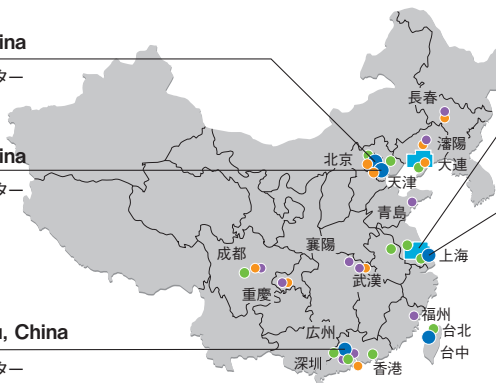 ina
ター
長春
瀋陽
ina
ター
北京
大連
天津
青島
成都
襄陽
上海
武漢
重慶
福州
, China
広州
台北
台中
ター
深圳
香港